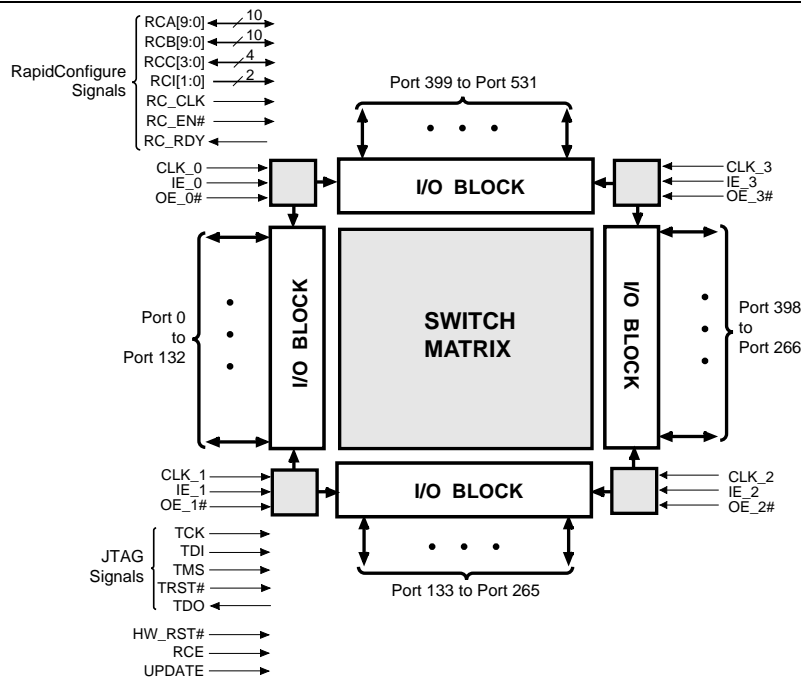 RCA[9:0] 10
RCB[9:0] 10
RCC[3:0] 4
RCI[1:0] 2
RC_CLK
RC_EN#
RC_RDY
RapidConfigure
Signals
Port 399 to Port 531
CLK_0
IE_0
OE_0#
I/O BLOCK
CLK_3
IE_3
OE_3#
Port 0
to
Port 132
I/O BLOCK
SWITCH
MATRIX
I/O BLOCK
Port 398
to
Port 266
CLK_1
IE_1
OE_1#
I/O BLOCK
CLK_2
IE_2
OE_2#
JTAG
Signals
TCK
TDI
TMS
TRST#
TDO
Port 133 to Port 265
HW_RST#
RCE
UPDATE